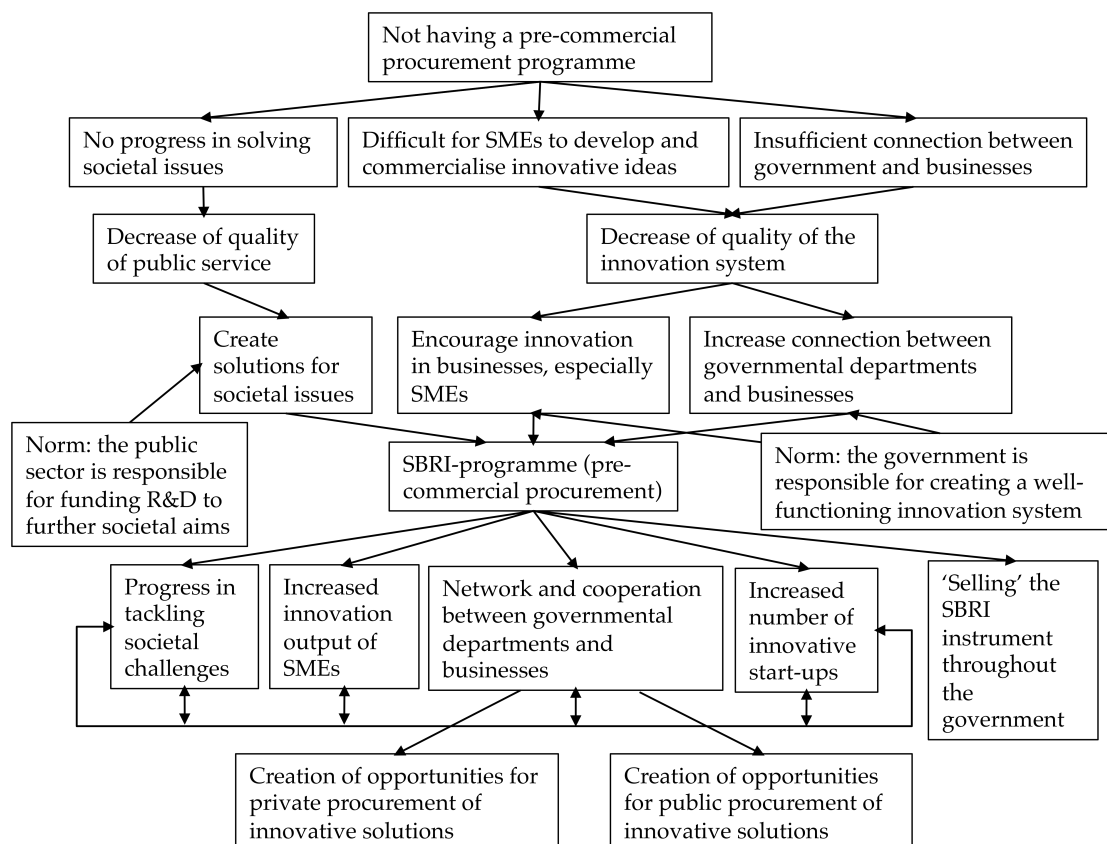 Not having a pre-commercial
procurement programme
No progress in solving
societal issues
Difficult for SMEs to develop and
commercialise innovative ideas
Insufficient connection between
government and businesses
Decrease of quality
of public service
Decrease of quality of the
innovation system
Create
solutions for
societal issues
Encourage innovation
in businesses, especially
SMEs
Increase connection between
governmental departments
and businesses
Norm: the public
sector is responsible
for funding R&D to
further societal aims
SBRI-programme (pre-
commercial procurement)
Norm: the government is
responsible for creating a well-
functioning innovation system
Progress in
tackling
societal
challenges
Increased
innovation
output of
SMEs
Network and cooperation
between governmental
departments and
businesses
Increased
number of
innovative
start-ups
‘Selling’ the
SBRI
instrument
throughout
the
government
Creation of opportunities for
private procurement of
innovative solutions
Creation of opportunities
for public procurement of
innovative solutions